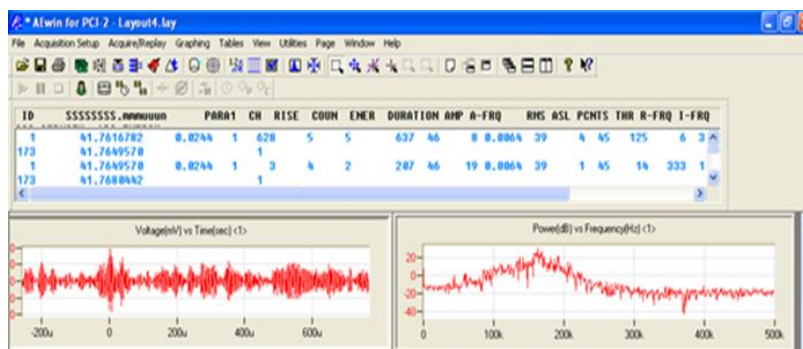 * AEwin for PCI-2 - Layout4.lay
File Acquisition Setup Acquire/Replay Graphing Tables View Utilities Page Window Help
ID SSSSSSSS.mmmuuun PARA1 CH RISE COUN ENER DURATION AMP A-FRQ RMS ASL PCNTS THR R-FRQ I-FRQ
1 41.7616782 0.0244 1 628 5 5 637 46 8 0.0064 39 4 45 125 6 3
173 41.7649570 1
1 41.7649570 0.0244 1 3 4 2 207 46 19 0.0064 39 1 45 14 333 1
173 41.7680442 1
Voltage(mV) vs Time(sec) <1>
-200u 0 200u 400u 600u
Power(dB) vs Frequency(Hz) <1>
20
0
-20
-40
0 100k 200k 300k 400k 500k